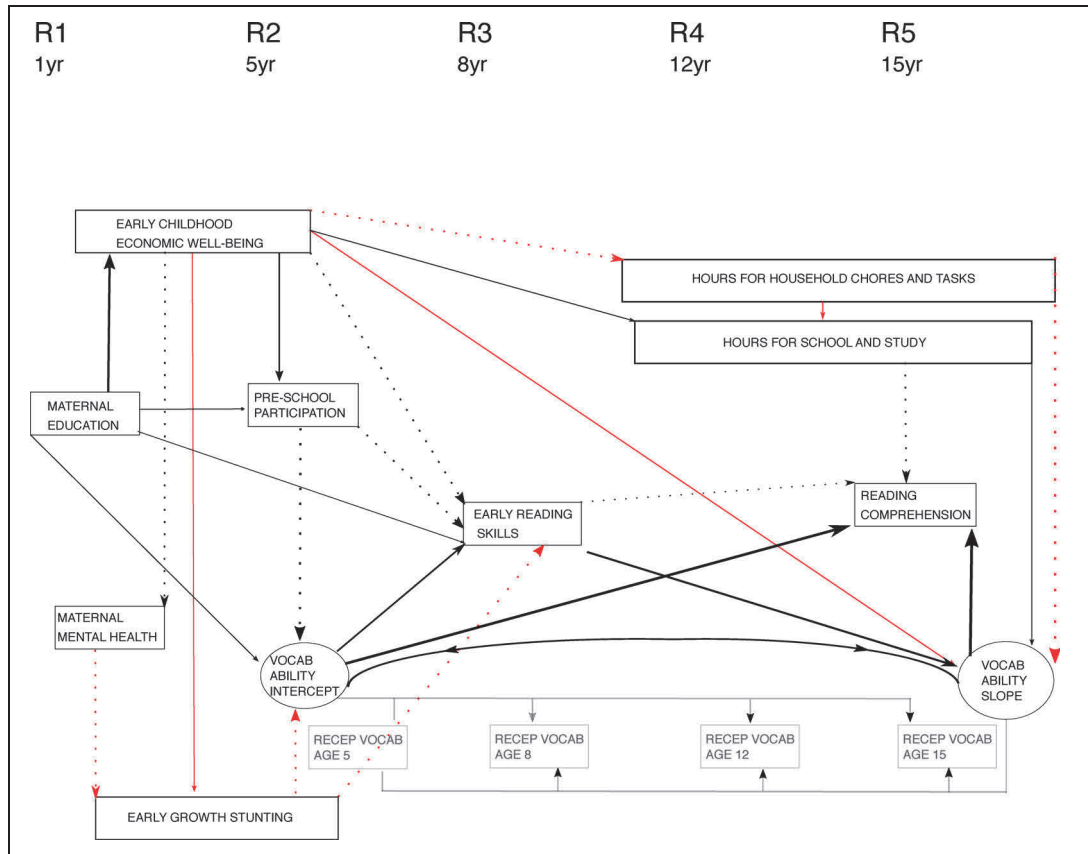 R1 R2 R3 R4 R5
1yr 5yr 8yr 12yr 15yr
EARLY CHILDHOOD
ECONOMIC WELL-BEING
HOURS FOR HOUSEHOLD CHORES AND TASKS
HOURS FOR SCHOOL AND STUDY
MATERNAL
EDUCATION
PRE-SCHOOL
PARTICIPATION
EARLY READING
SKILLS
READING
COMPREHENSION
MATERNAL
MENTAL HEALTH
VOCAB
ABILITY
INTERCEPT
VOCAB
ABILITY
SLOPE
RECEP VOCAB
AGE 5
RECEP VOCAB
AGE 8
RECEP VOCAB
AGE 12
RECEP VOCAB
AGE 15
EARLY GROWTH STUNTING